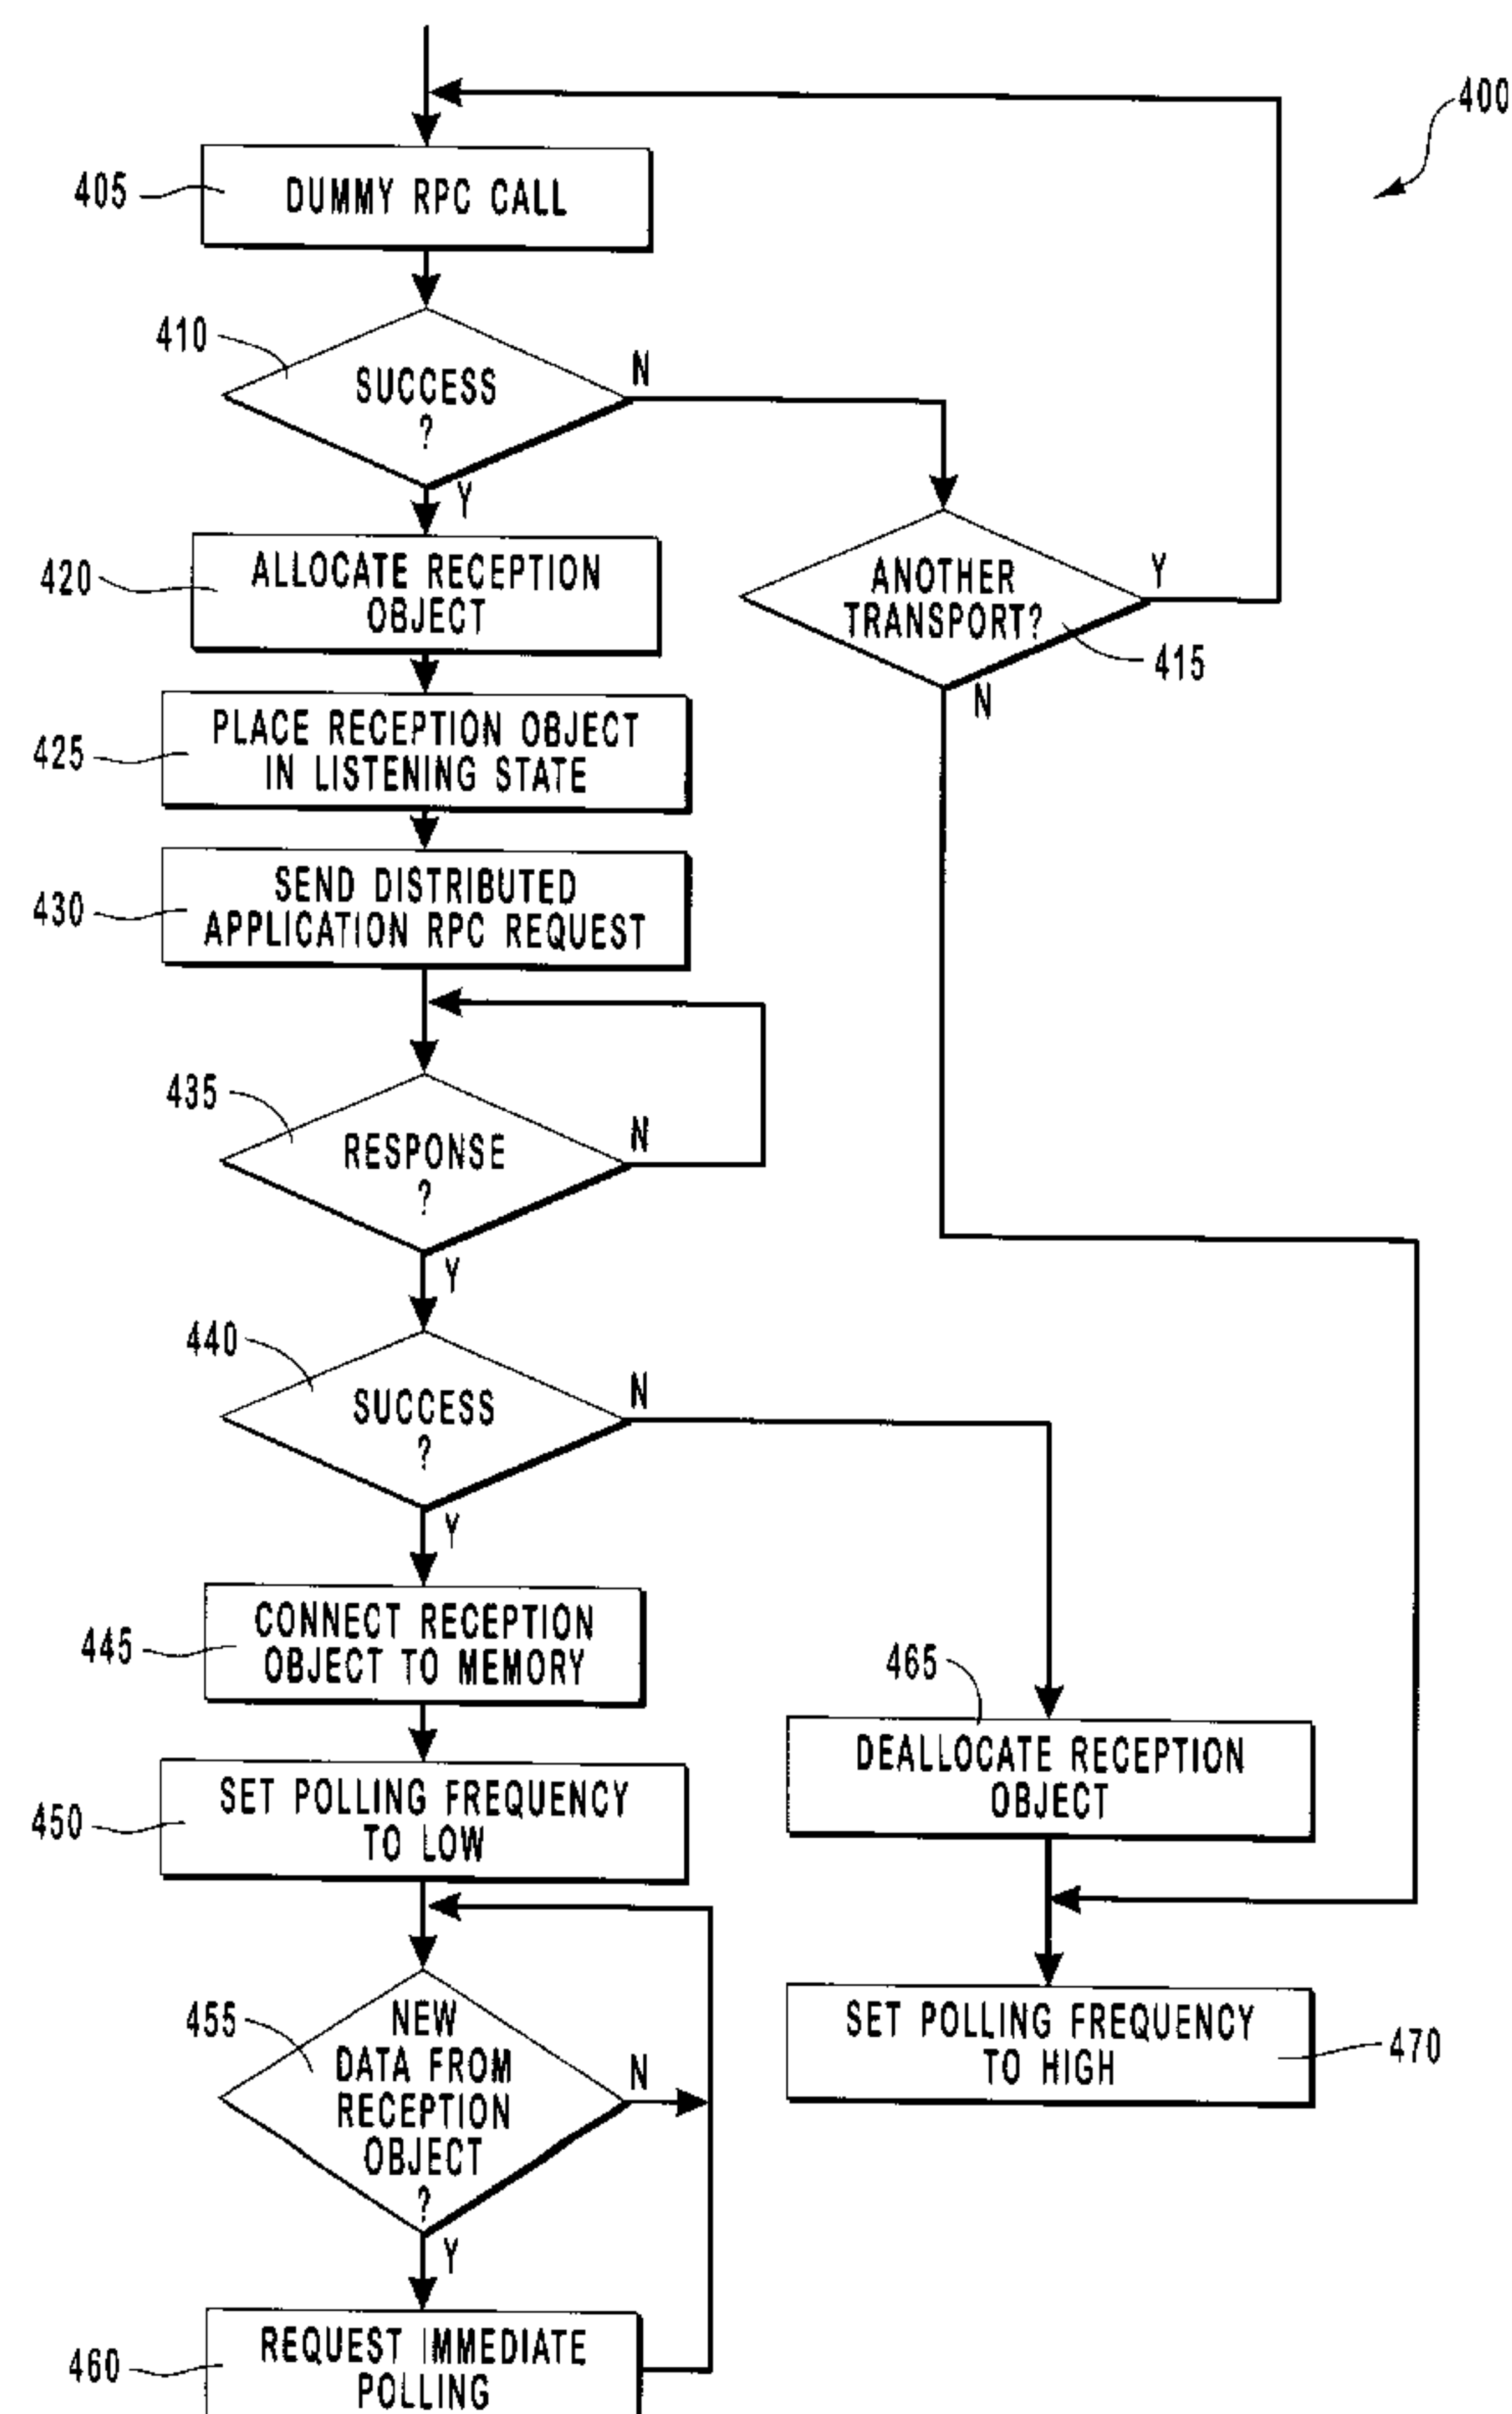 400
405
DUMMY RPC CALL
410
SUCCESS
?
N
Y
420
ALLOCATE RECEPTION
OBJECT
ANOTHER
TRANSPORT?
Y
415
N
425
PLACE RECEPTION OBJECT
IN LISTENING STATE
430
SEND DISTRIBUTED
APPLICATION RPC REQUEST
435
RESPONSE
?
N
Y
440
SUCCESS
?
N
Y
445
CONNECT RECEPTION
OBJECT TO MEMORY
465
DEALLOCATE RECEPTION
OBJECT
450
SET POLLING FREQUENCY
TO LOW
455
NEW
DATA FROM
RECEPTION
OBJECT
?
N
Y
SET POLLING FREQUENCY
TO HIGH
470
460
REQUEST IMMEDIATE
POLLING